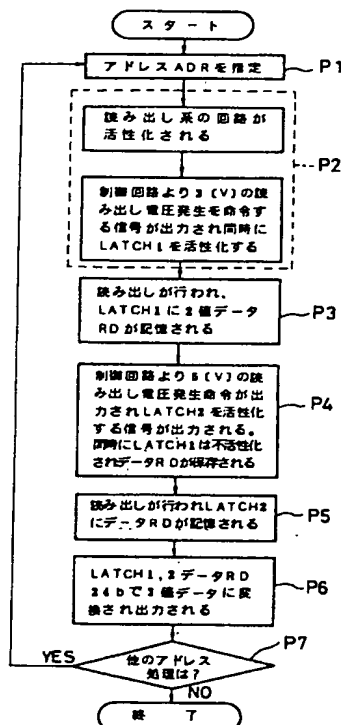 スタート
アドレスADRを指定
P1
読み出し系の回路が
活性化される
P2
制御回路より3(V)の読
み出し電圧発生を命令す
る信号が出力され同時に
LATCH1を活性化する
読み出しが行われ、
LATCH1に2値データ
RDが記憶される
P3
制御回路より5(V)の読
み出し電圧発生命令が出
力されLATCH2を活性化
する信号が出力される。
同時にLATCH1は不活性化
されデータRDが保存される
P4
読み出しが行われLATCH2
にデータRDが記憶される
P5
LATCH1,2データRD
24bで3値データに変
換され出力される
P6
他のアドレス
処理は?
P7
YES
NO
終了